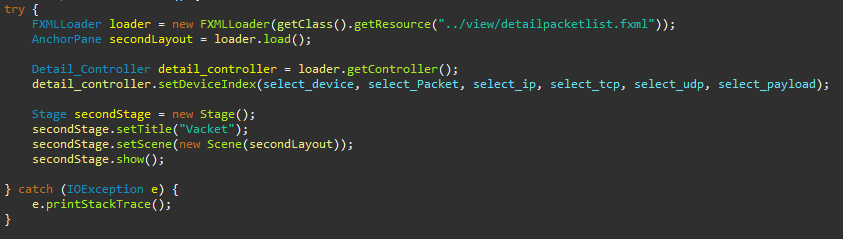 try {
    FXMLLoader loader = new FXMLLoader(getClass().getResource("../view/detailpacketlist.fxml"));
    AnchorPane secondLayout = loader.load();

    Detail_Controller detail_controller = loader.getController();
    detail_controller.setDeviceIndex(select_device, select_Packet, select_ip, select_tcp, select_udp, select_payload);

    Stage secondStage = new Stage();
    secondStage.setTitle("Vacket");
    secondStage.setScene(new Scene(secondLayout));
    secondStage.show();

} catch (IOException e) {
    e.printStackTrace();
}